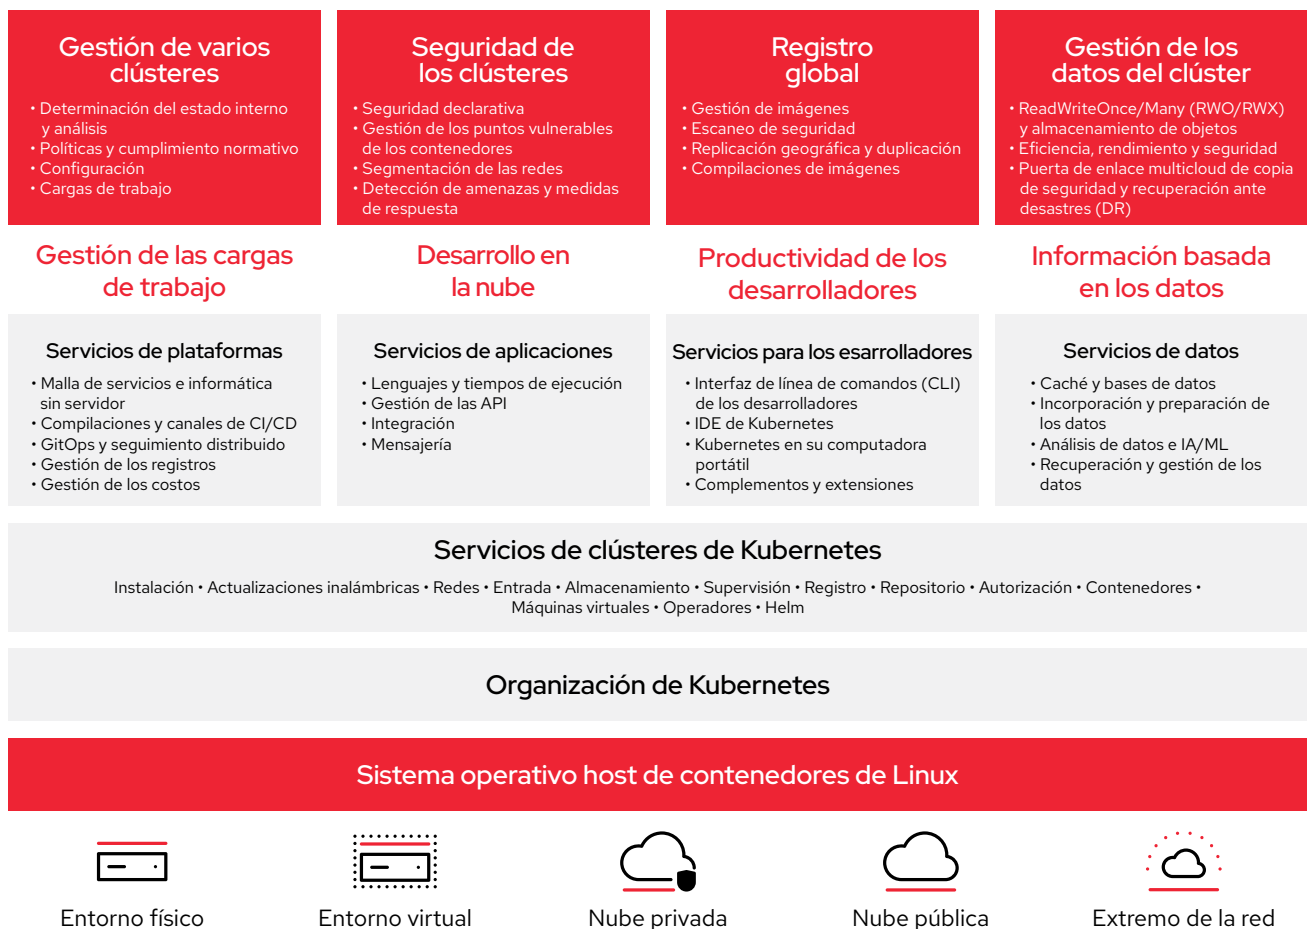 Gestión de varios
clústeres
• Determinación del estado interno
y análisis
• Políticas y cumplimiento normativo
• Configuración
• Cargas de trabajo
Seguridad de
los clústeres
• Seguridad declarativa
• Gestión de los puntos vulnerables
de los contenedores
• Segmentación de las redes
• Detección de amenazas y medidas
de respuesta
Registro
global
• Gestión de imágenes
• Escaneo de seguridad
• Replicación geográfica y duplicación
• Compilaciones de imágenes
Gestión de los
datos del clúster
• ReadWriteOnce/Many (RWO/RWX)
y almacenamiento de objetos
• Eficiencia, rendimiento y seguridad
• Puerta de enlace multicloud de copia
de seguridad y recuperación ante
desastres (DR)
Gestión de las cargas
de trabajo
Desarrollo en
la nube
Productividad de los
desarrolladores
Información basada
en los datos
Servicios de plataformas
• Malla de servicios e informática
sin servidor
• Compilaciones y canales de CI/CD
• GitOps y seguimiento distribuido
• Gestión de los registros
• Gestión de los costos
Servicios de aplicaciones
• Lenguajes y tiempos de ejecución
• Gestión de las API
• Integración
• Mensajería
Servicios para los esarrolladores
• Interfaz de línea de comandos (CLI)
de los desarrolladores
• IDE de Kubernetes
• Kubernetes en su computadora
portátil
• Complementos y extensiones
Servicios de datos
• Caché y bases de datos
• Incorporación y preparación de
los datos
• Análisis de datos e IA/ML
• Recuperación y gestión de los
datos
Servicios de clústeres de Kubernetes
Instalación • Actualizaciones inalámbricas • Redes • Entrada • Almacenamiento • Supervisión • Registro • Repositorio • Autorización • Contenedores •
Máquinas virtuales • Operadores • Helm
Organización de Kubernetes
Sistema operativo host de contenedores de Linux
Entorno físico
Entorno virtual
Nube privada
Nube pública
Extremo de la red